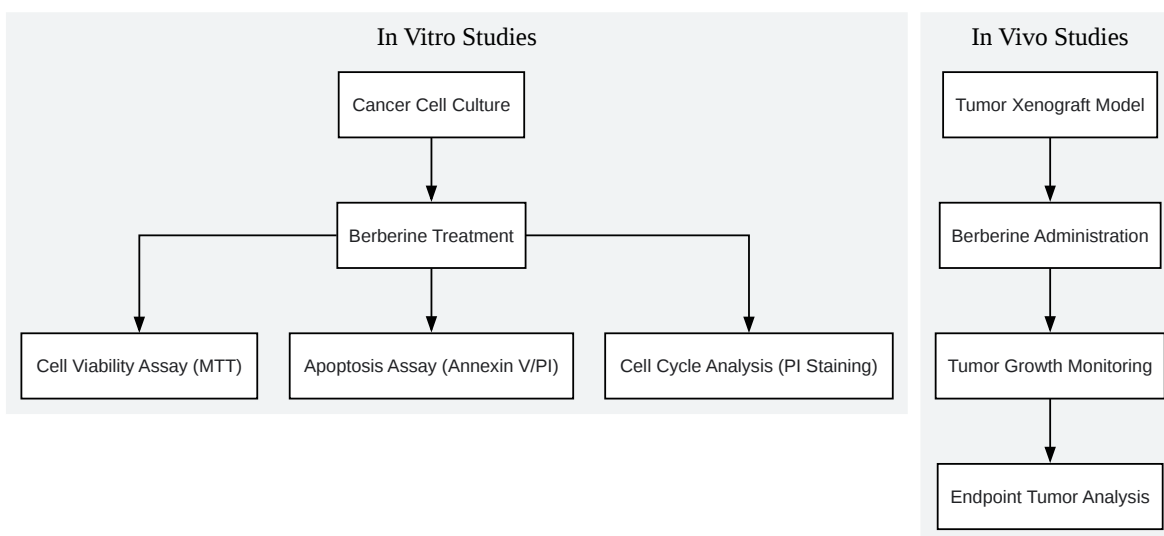 In Vitro Studies
Cancer Cell Culture
Berberine Treatment
Cell Viability Assay (MTT)
Apoptosis Assay (Annexin V/PI)
Cell Cycle Analysis (PI Staining)
In Vivo Studies
Tumor Xenograft Model
Berberine Administration
Tumor Growth Monitoring
Endpoint Tumor Analysis